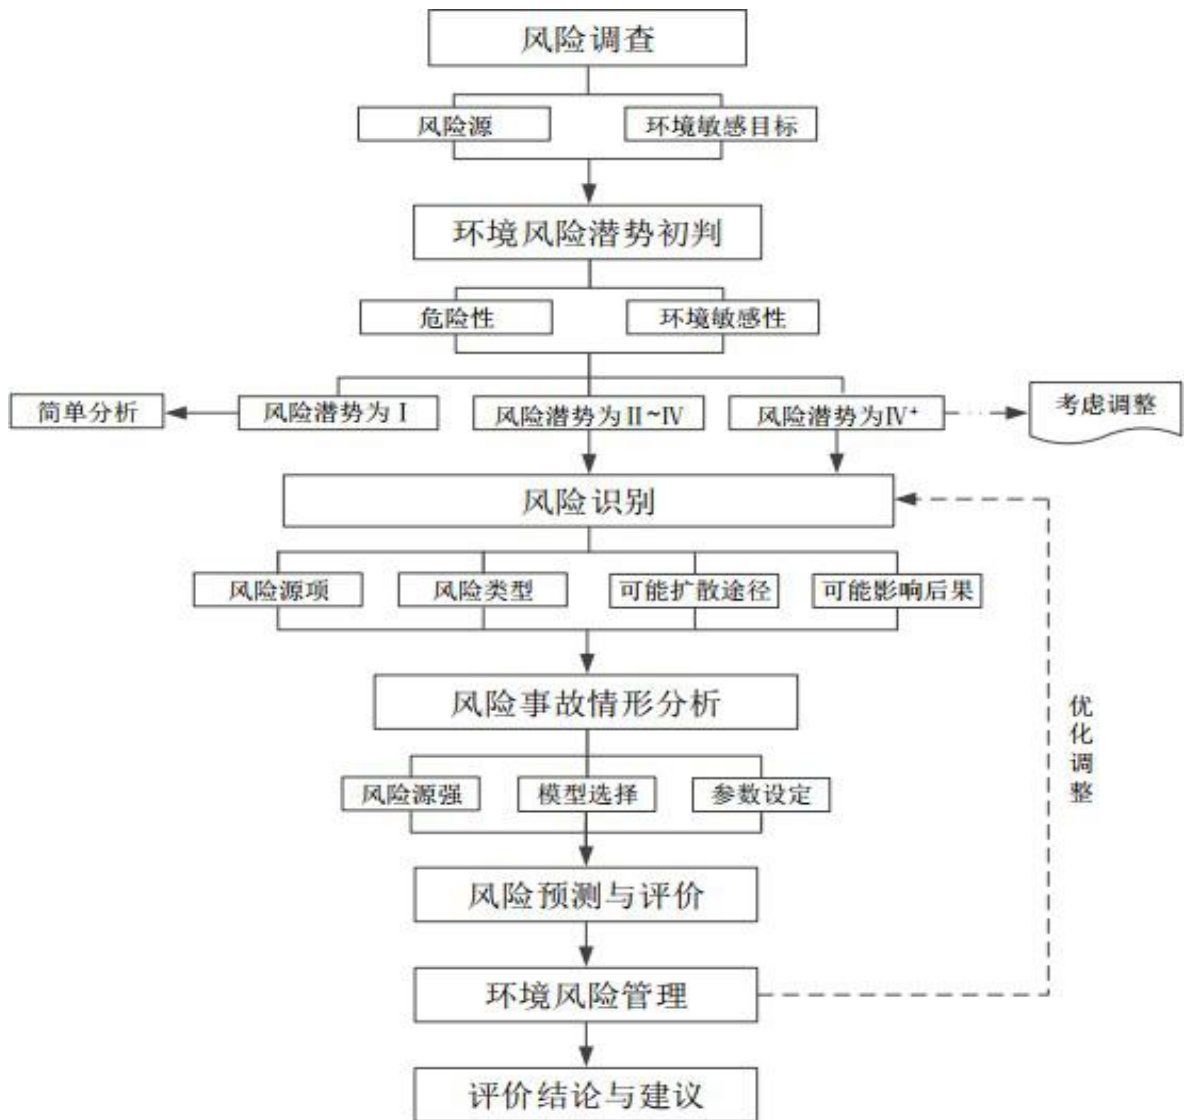 风险调查
风险源
环境敏感目标
环境风险潜势初判
危险性
环境敏感性
简单分析
风险潜势为Ⅰ
风险潜势为Ⅱ~Ⅳ
风险潜势为Ⅳ⁺
考虑调整
风险识别
风险源项
风险类型
可能扩散途径
可能影响后果
风险事故情形分析
风险源强
模型选择
参数设定
优化调整
风险预测与评价
环境风险管理
评价结论与建议